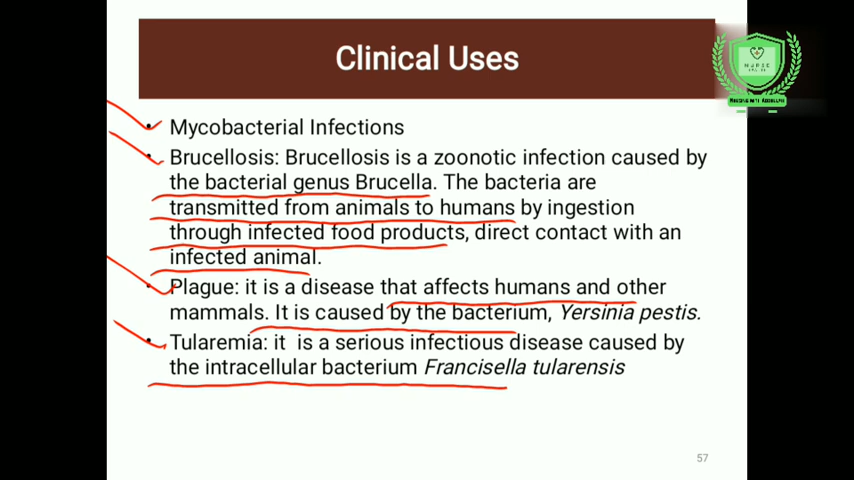 Clinical Uses
NURSE
• Mycobacterial Infections
• Brucellosis: Brucellosis is a zoonotic infection caused by
the bacterial genus Brucella. The bacteria are
transmitted from animals to humans by ingestion
through infected food products, direct contact with an
infected animal.
• Plague: it is a disease that affects humans and other
mammals. It is caused by the bacterium, Yersinia pestis.
• Tularemia: it is a serious infectious disease caused by
the intracellular bacterium Francisella tularensis
57